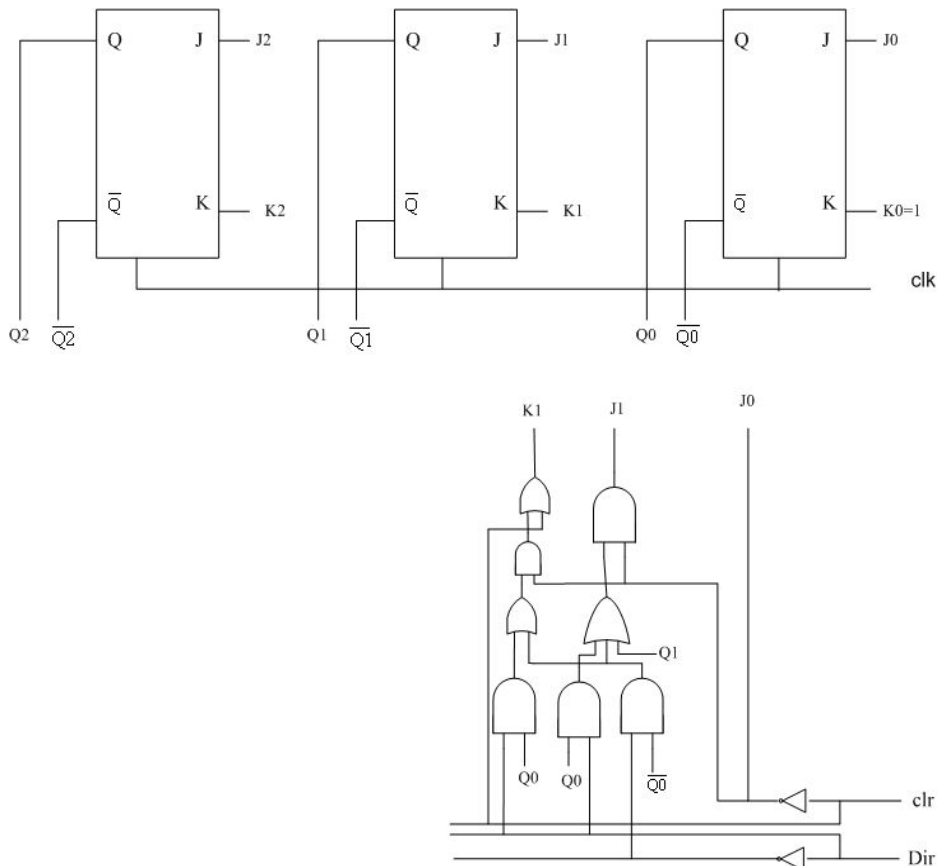 Q J J2 Q J J1 Q J J0
Q̅ K K2 Q̅ K K1 Q̅ K K0=1
clk
Q2 Q̅2̅ Q1 Q̅1̅ Q0 Q̅0̅
K1 J1 J0
Q1
Q0 Q0 Q̅0̅
clr
Dir